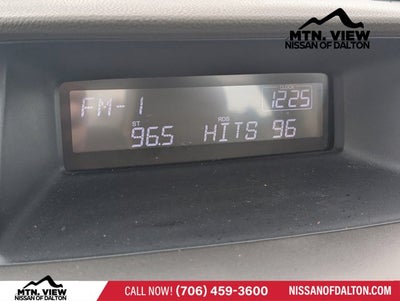 MTN. VIEW
NISSAN OF DALTON
FM-1
CLOCK
12:25
ST
RDS
96.5 HITS 96
MTN. VIEW
NISSAN OF DALTON
CALL NOW! (706) 459-3600
NISSANOFDALTON.COM